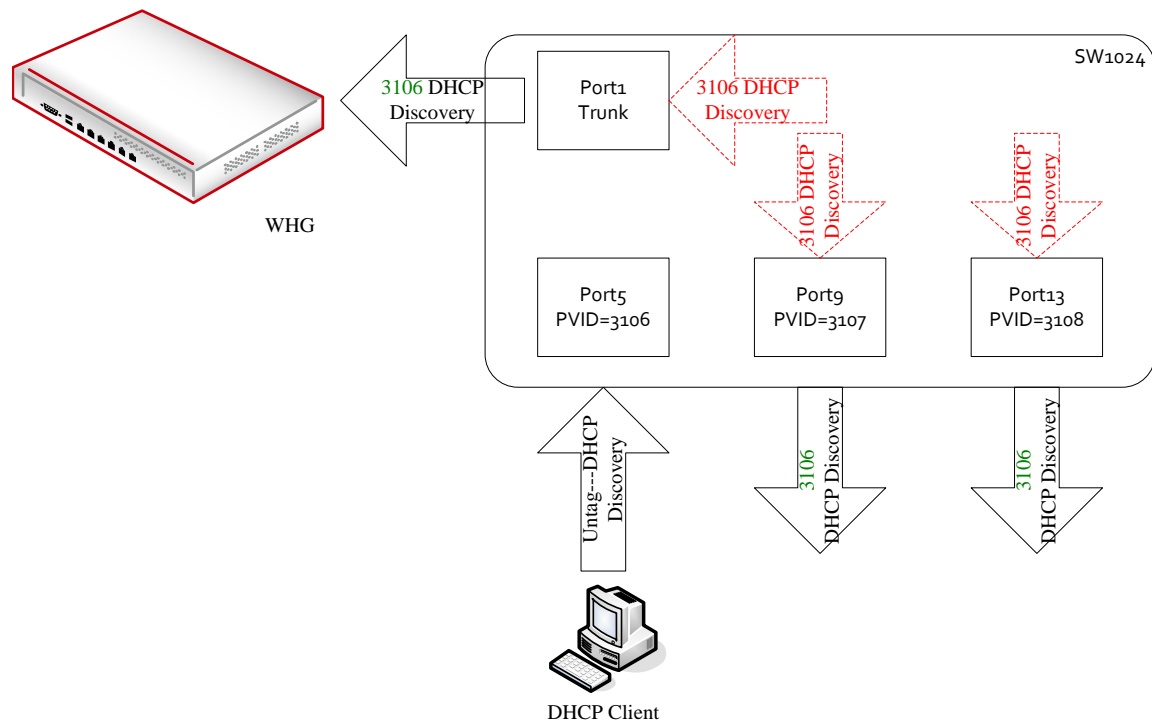 SW1024
3106 DHCP
Discovery
Port1
Trunk
3106 DHCP
Discovery
WHG
3106 DHCP
Discovery
3106 DHCP
Discovery
Port5
PVID=3106
Port9
PVID=3107
Port13
PVID=3108
Untag---DHCP
Discovery
3106
DHCP Discovery
3106
DHCP Discovery
DHCP Client